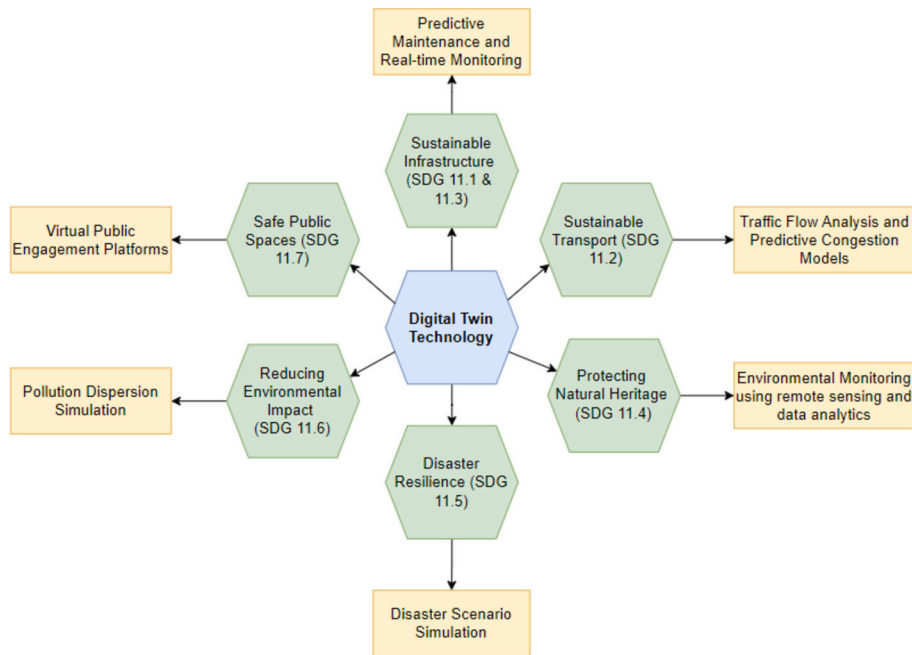 Predictive
Maintenance and
Real-time Monitoring
Sustainable
Infrastructure
(SDG 11.1 &
11.3)
Safe Public
Spaces (SDG
11.7)
Virtual Public
Engagement Platforms
Sustainable
Transport (SDG
11.2)
Traffic Flow Analysis and
Predictive Congestion
Models
Digital Twin
Technology
Reducing
Environmental
Impact
(SDG 11.6)
Pollution Dispersion
Simulation
Protecting
Natural Heritage
(SDG 11.4)
Environmental Monitoring
using remote sensing and
data analytics
Disaster
Resilience (SDG
11.5)
Disaster Scenario
Simulation